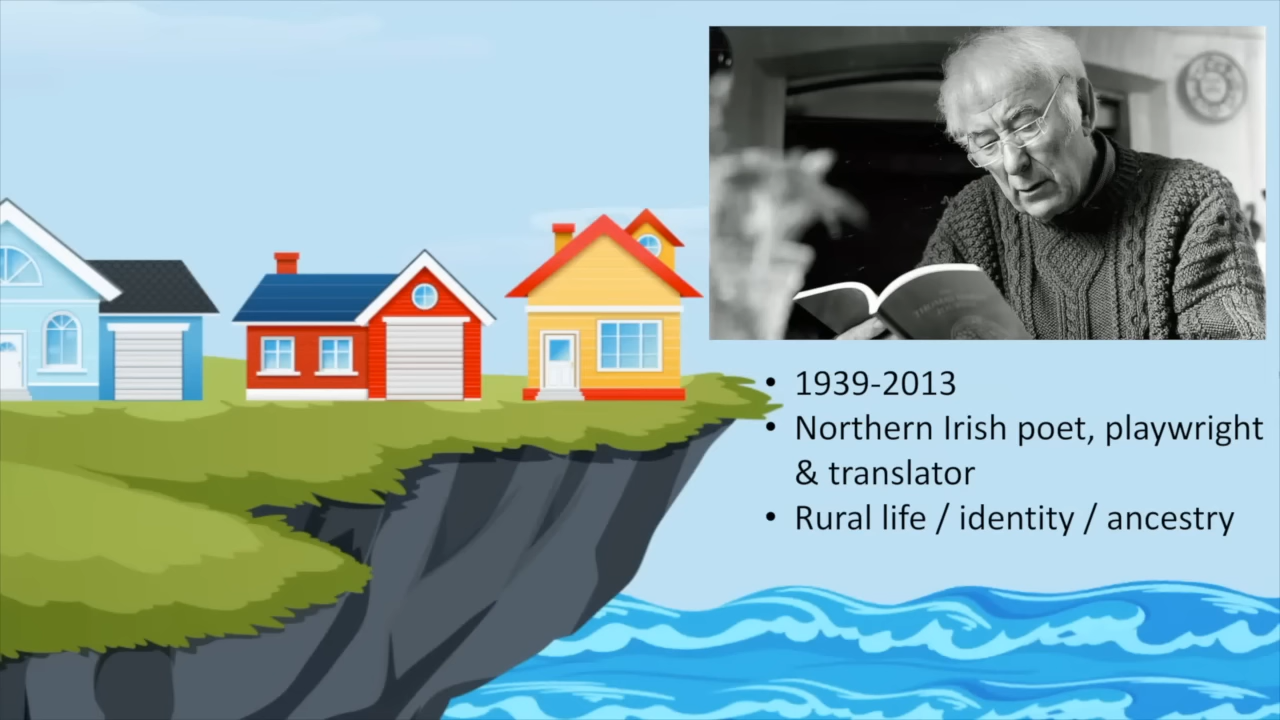 • 1939-2013
• Northern Irish poet, playwright
& translator
• Rural life / identity / ancestry